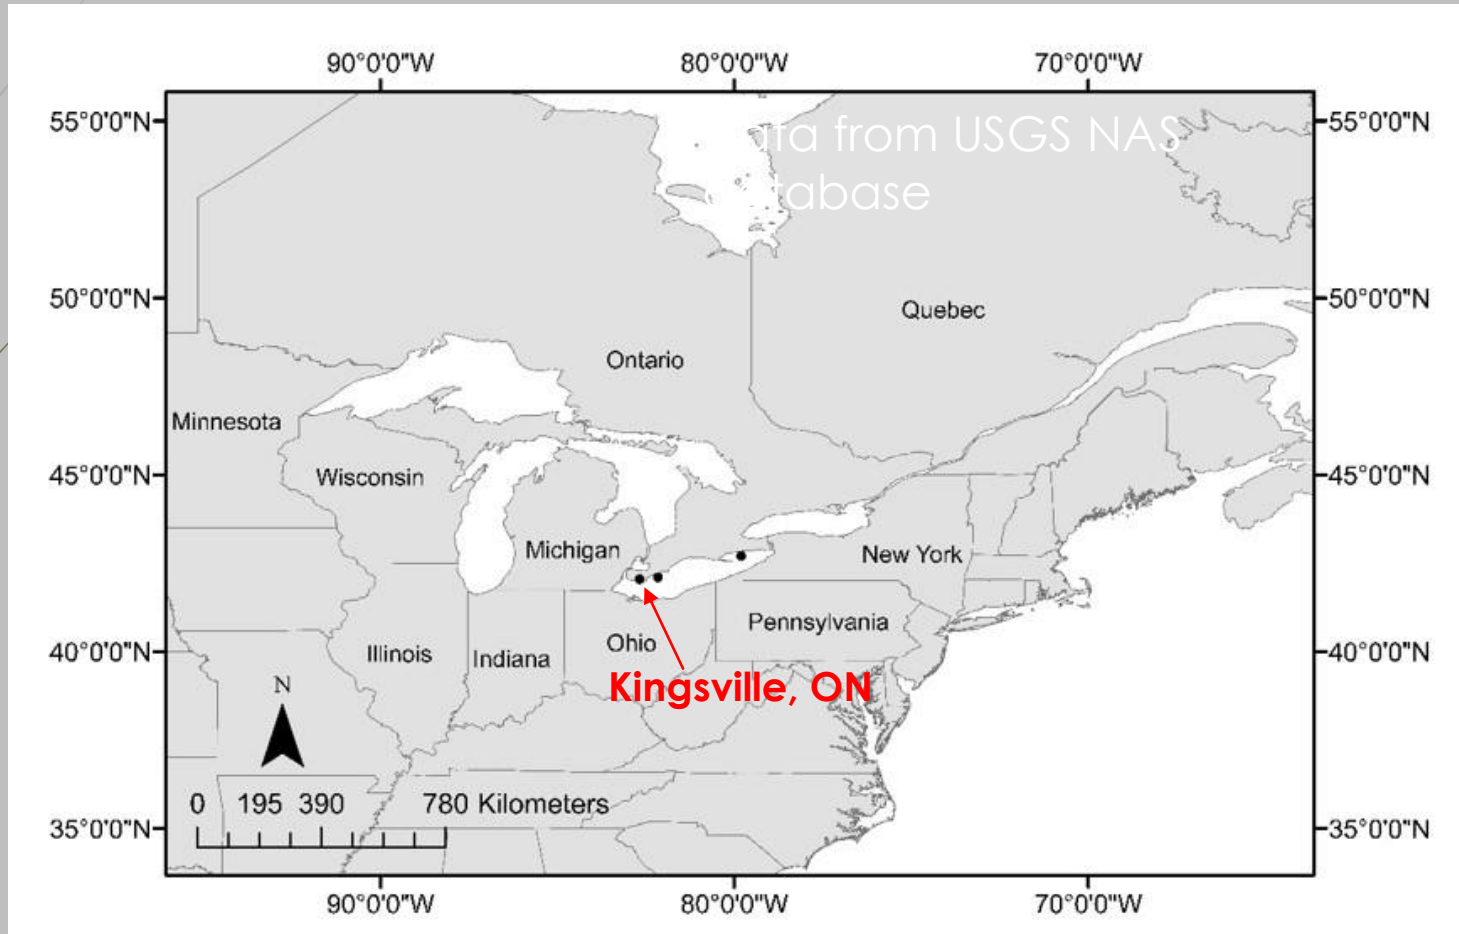 90°0'0"W 80°0'0"W 70°0'0"W
55°0'0"N 55°0'0"N
from USGS NAS
50°0'0"N 50°0'0"N
Quebec
Ontario
Minnesota
45°0'0"N 45°0'0"N
Wisconsin
Michigan New York
Pennsylvania
40°0'0"N Illinois Indiana Ohio 40°0'0"N
Kingsville, ON
N
0 195 390 780 Kilometers
35°0'0"N 35°0'0"N
90°0'0"W 80°0'0"W 70°0'0"W